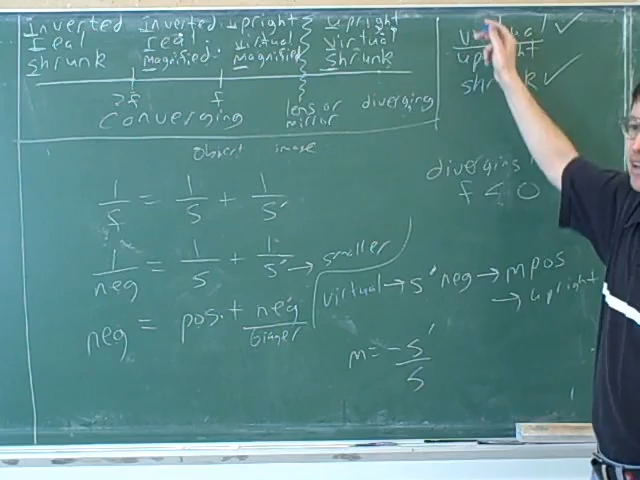 Inverted Inverted upright upright
real real virtual virtual
shrunk magnified magnified shrunk
2f f
converging lens or mirror diverging
object image
1/f = 1/s + 1/s'
1/neg = 1/s + 1/s' → smaller
neg = pos. + neg/bigger
virtual → s' neg → m pos
→ upright
m = -s'/s
virtual ✓
upright
shrunk ✓
diverging
f < 0